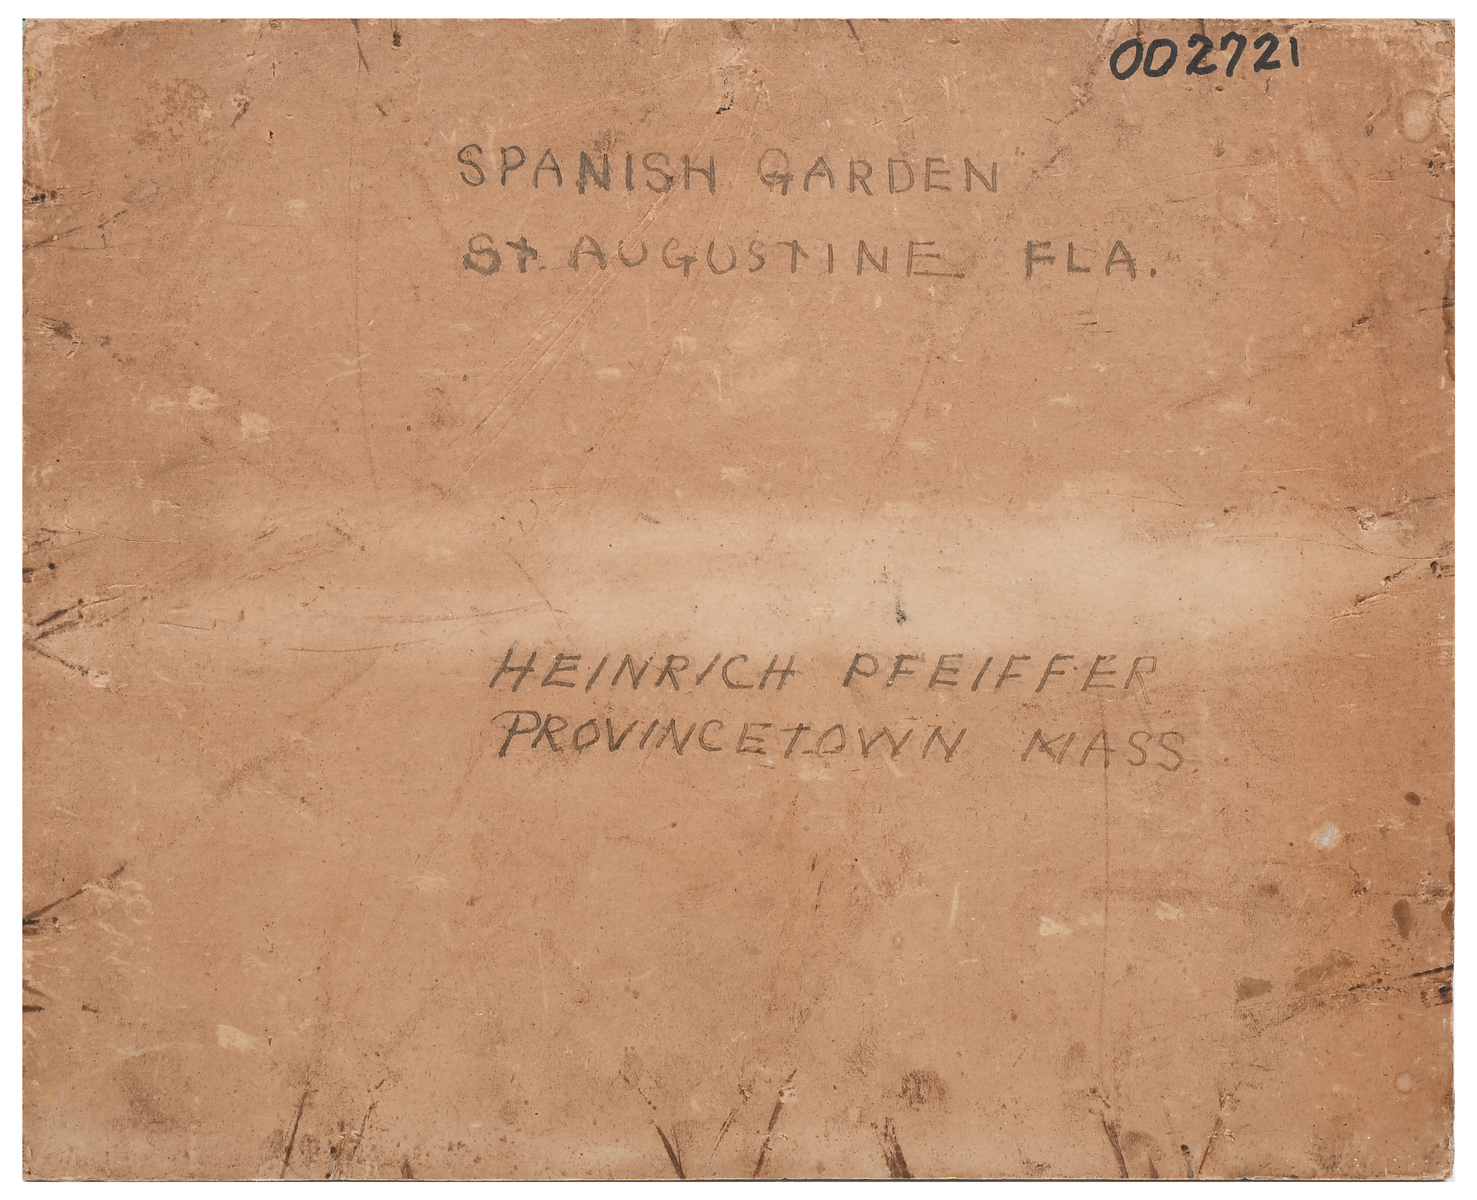 002721
SPANISH GARDEN
St. AUGUSTINE FLA.
HEINRICH PFEIFFER
PROVINCETOWN MASS.